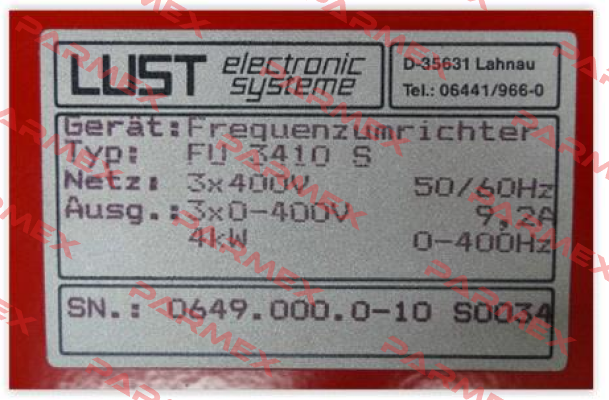 LUST electronic systeme
D-35631 Lahnau
Tel.: 06441/966-0
Gerät: Frequenzumrichter
Typ: FU 3410 S
Netz: 3x400V 50/60Hz
Ausg.: 3x0-400V 9,2A
4kW 0-400Hz
SN.: 0649.000.0-10 S0034
PARMEX